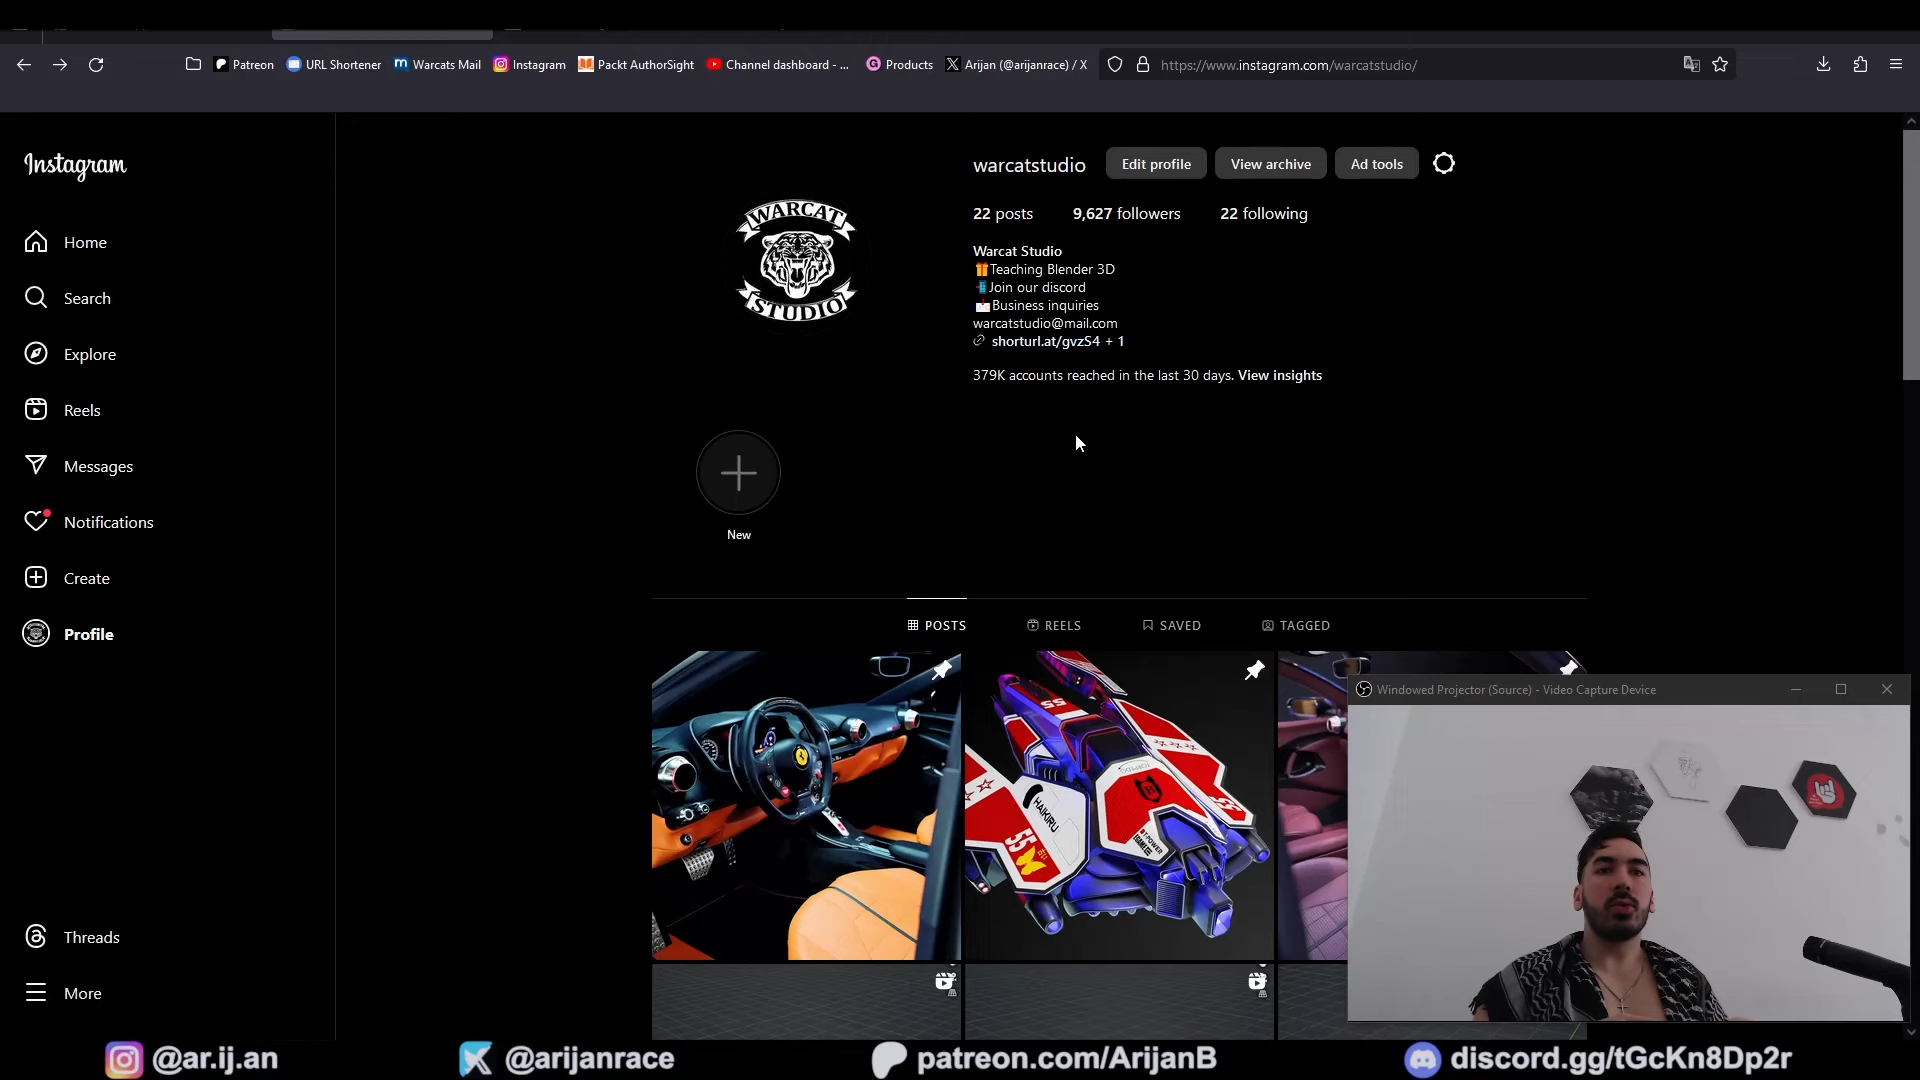 Patreon
URL Shortener
Warcats Mail
Instagram
Packt AuthorSight
Channel dashboard - ...
Products
Arijan (@arijanrace) / X
https://www.instagram.com/warcatstudio/
Instagram
Home
Search
Explore
Reels
Messages
Notifications
Create
Profile
Threads
More
WARCAT
STUDIO
warcatstudio
Edit profile
View archive
Ad tools
22 posts
9,627 followers
22 following
Warcat Studio
🎁Teaching Blender 3D
📲Join our discord
📩Business inquiries
warcatstudio@mail.com
shorturl.at/gvzS4 + 1
379K accounts reached in the last 30 days. View insights
New
POSTS
REELS
SAVED
TAGGED
55
HAIKIRU
55
55
Windowed Projector (Source) - Video Capture Device
@ar.ij.an
@arijanrace
patreon.com/ArijanB
discord.gg/tGcKn8Dp2r